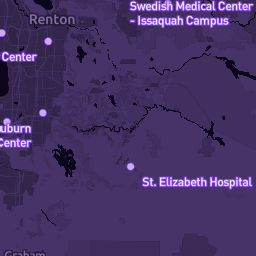 Swedish Medical Center
- Issaquah Campus
Renton
Center
uburn
Center
St. Elizabeth Hospital
Graham